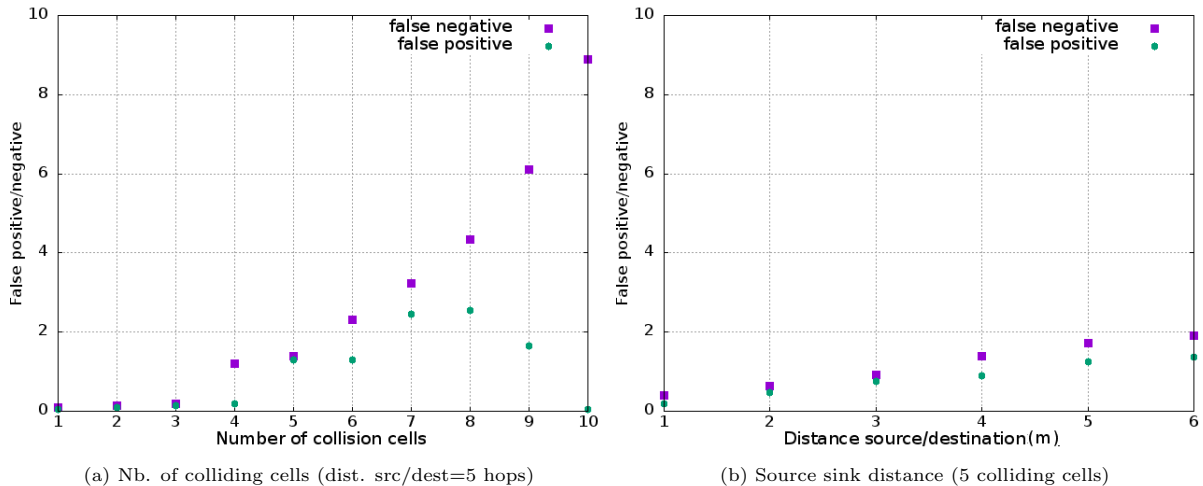 10
8
6
4
2
0
False positive/negative
false negative
false positive
1 2 3 4 5 6 7 8 9 10
Number of collision cells
(a) Nb. of colliding cells (dist. src/dest=5 hops)
10
8
6
4
2
0
False positive/negative
false negative
false positive
1 2 3 4 5 6
Distance source/destination(m).
(b) Source sink distance (5 colliding cells)